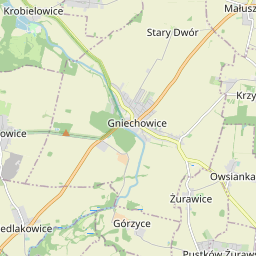 Krobielowice
Małusz
Stary Dwór
Krzy
Gniechowice
owice
Owsianka
Żurawice
edlakowice
Górzyce
Pustków Żuraws